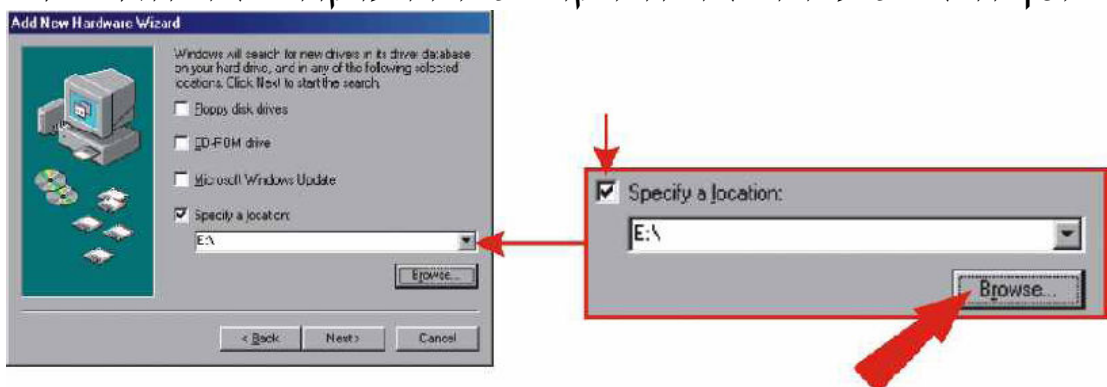 Add New Hardware Wizard
Windows will search for new drivers in its driver database
on your hard drive, and in any of the following selected
locations. Click Next to start the search.
Floppy disk drives
CD-ROM drive
Microsoft Windows Update
Specify a location:
E:\
Browse...
< Back
Next >
Cancel
Specify a location:
E:\
Browse...